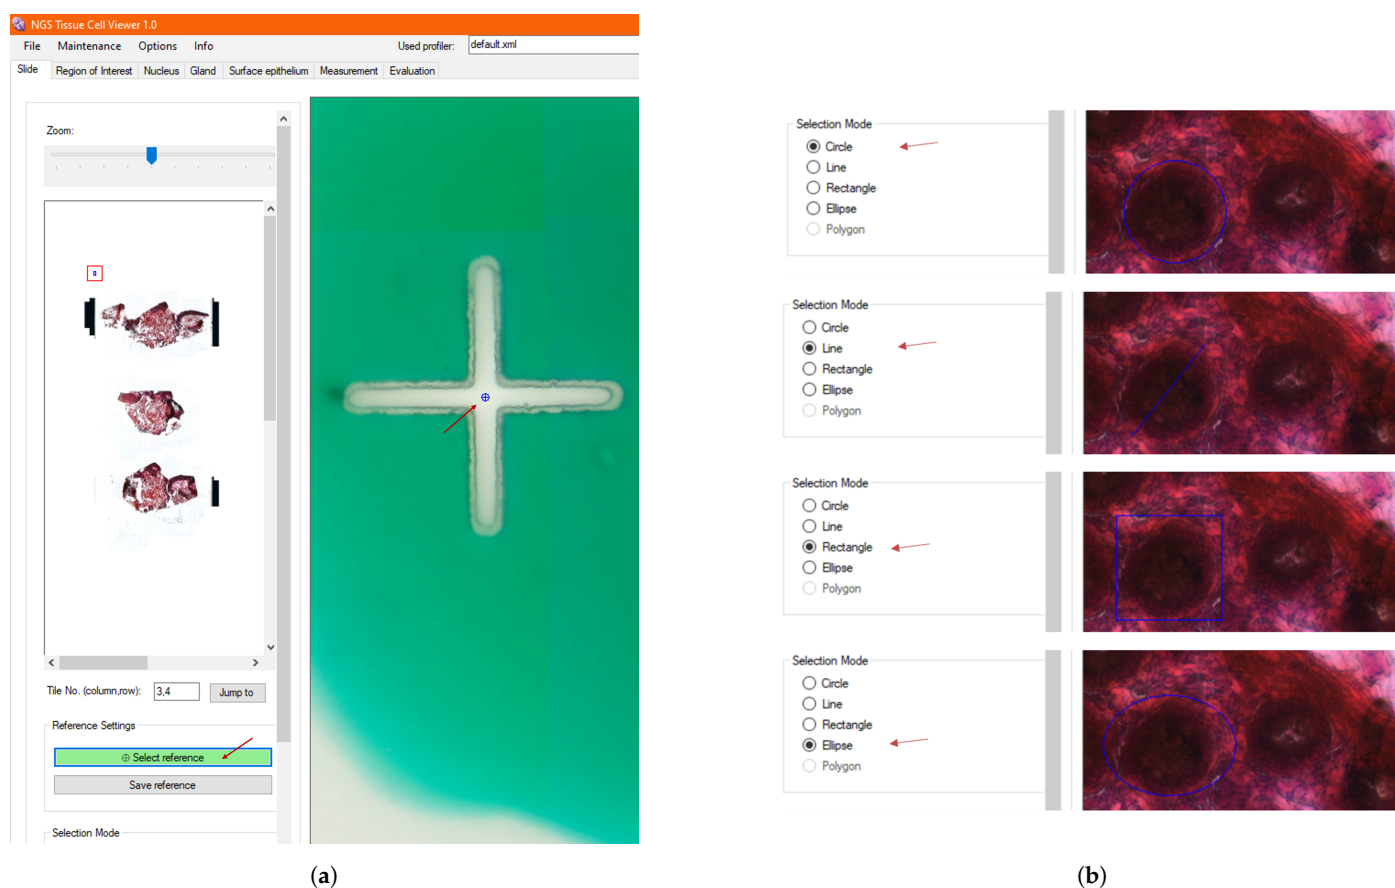 NGS Tissue Cell Viewer 1.0
File Maintenance Options Info Used profiler: default.xml
Slide Region of Interest Nucleus Gland Surface epithelium Measurement Evaluation
Zoom:
Tile No. (column,row): 3,4 Jump to
Reference Settings
Select reference
Save reference
Selection Mode
(a)
Selection Mode
Circle
Line
Rectangle
Ellipse
Polygon
Selection Mode
Circle
Line
Rectangle
Ellipse
Polygon
Selection Mode
Circle
Line
Rectangle
Ellipse
Polygon
Selection Mode
Circle
Line
Rectangle
Ellipse
Polygon
(b)